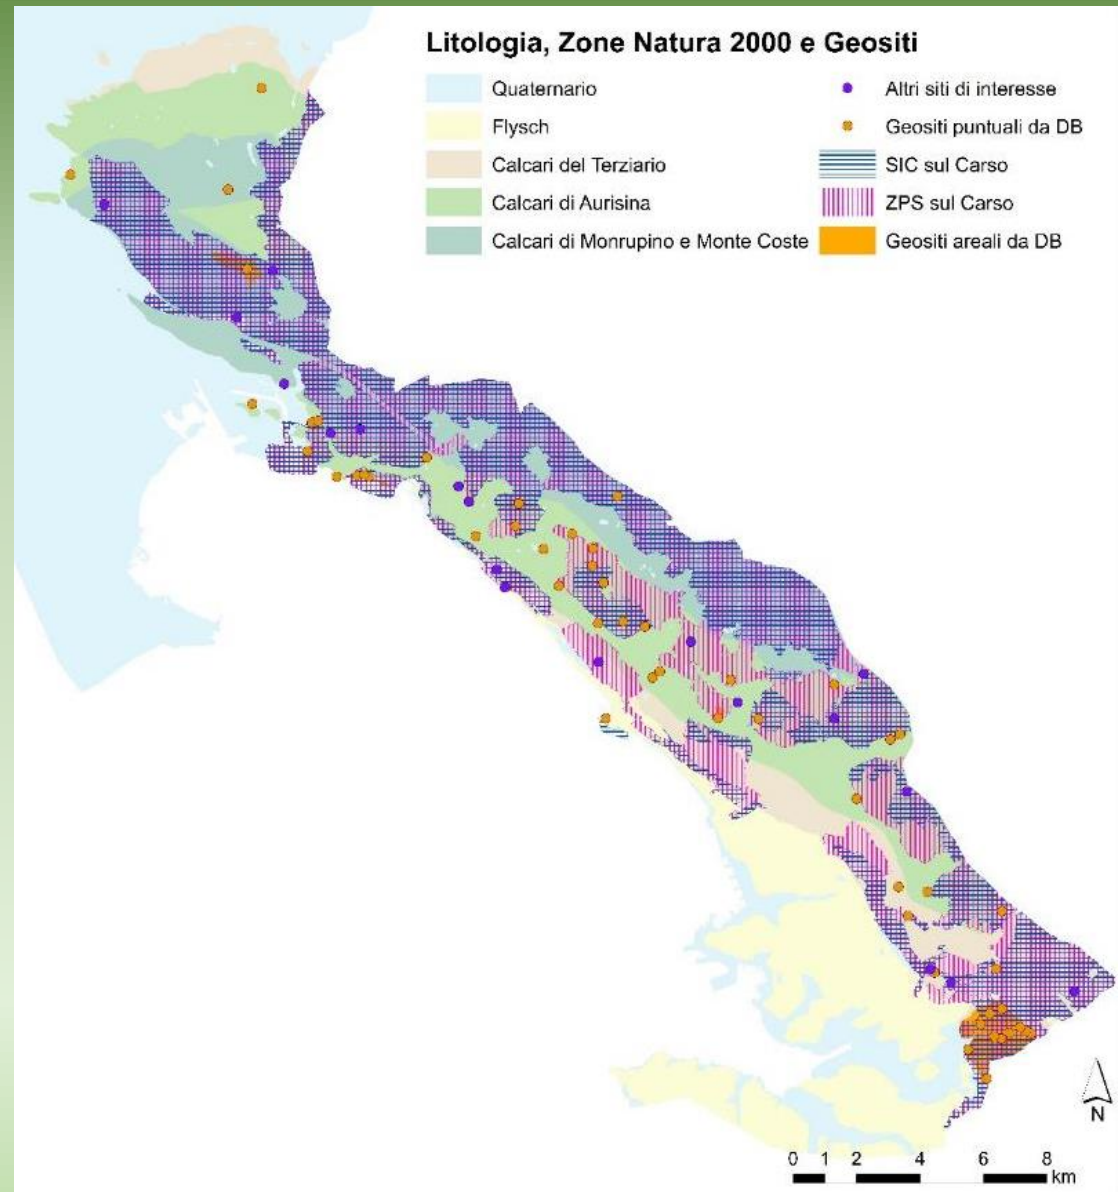 Litologia, Zone Natura 2000 e Geositi
Quaternario
Flysch
Calcari del Terziario
Calcari di Aurisina
Calcari di Monrupino e Monte Coste
Altri siti di interesse
Geositi puntuali da DB
SIC sul Carso
ZPS sul Carso
Geositi areali da DB
N
0 1 2 4 6 8
km